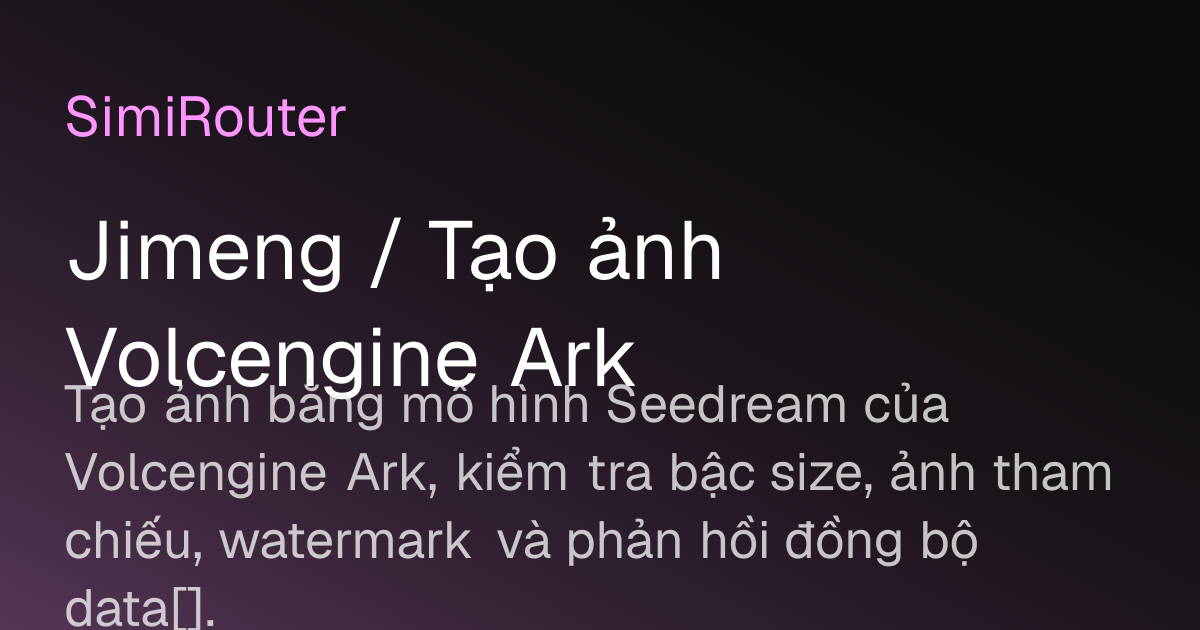 SimiRouter
Jimeng / Tạo ảnh
Volcengine Ark
Tạo ảnh bằng mô hình Seedream của
Volcengine Ark, kiểm tra bậc size, ảnh tham
chiếu, watermark và phản hồi đồng bộ
data[].